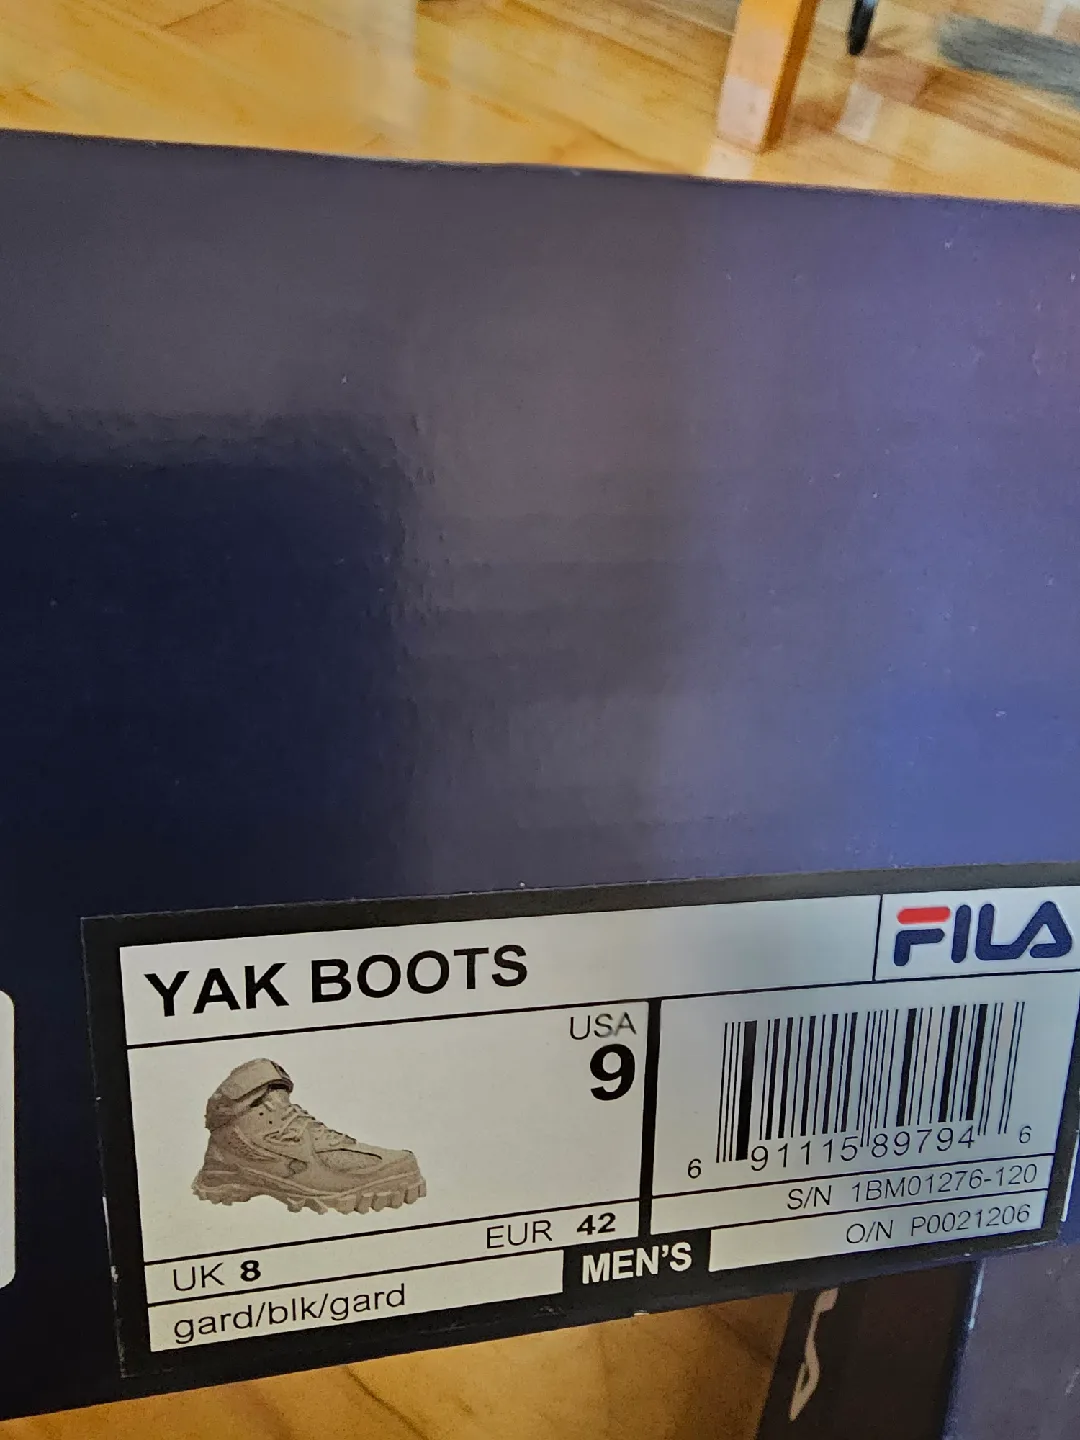 YAK BOOTS
FILA
USA
9
UK 8
EUR 42
gard/blk/gard
MEN'S
6 91115 89794 6
S/N 1BM01276-120
O/N P0021206